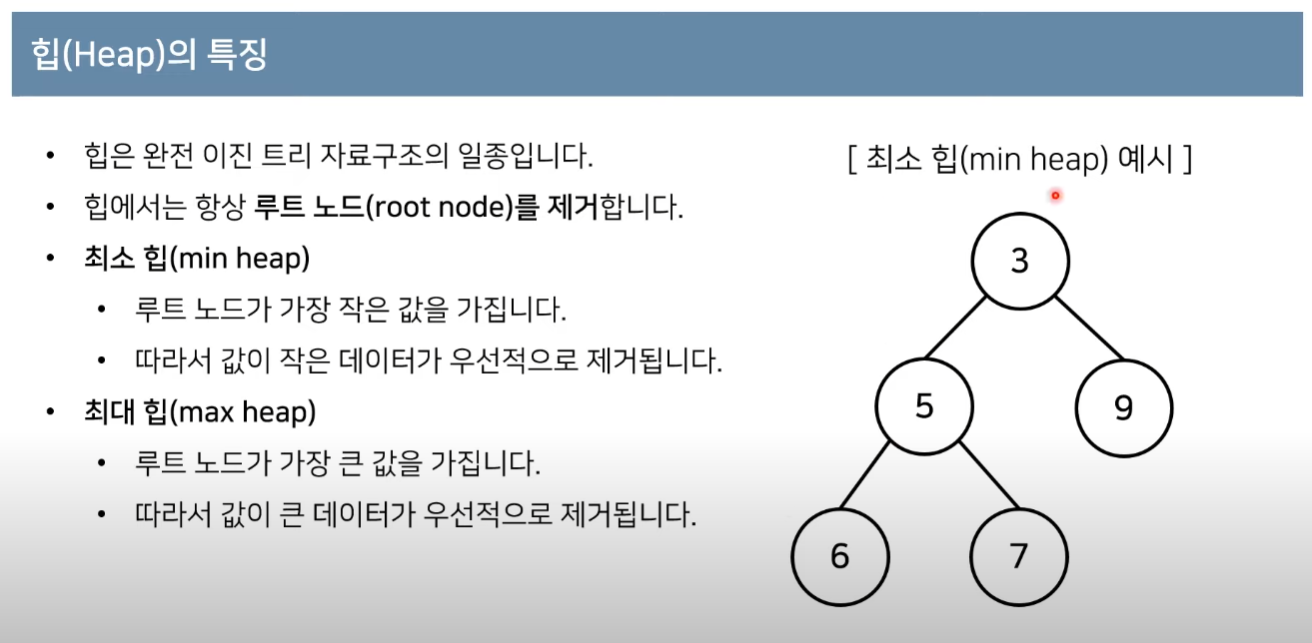 힙(Heap)의 특징
• 힙은 완전 이진 트리 자료구조의 일종입니다.
• 힙에서는 항상 루트 노드(root node)를 제거합니다.
• 최소 힙(min heap)
• 루트 노드가 가장 작은 값을 가집니다.
• 따라서 값이 작은 데이터가 우선적으로 제거됩니다.
• 최대 힙(max heap)
• 루트 노드가 가장 큰 값을 가집니다.
• 따라서 값이 큰 데이터가 우선적으로 제거됩니다.
[ 최소 힙(min heap) 예시 ]
3
5 9
6 7